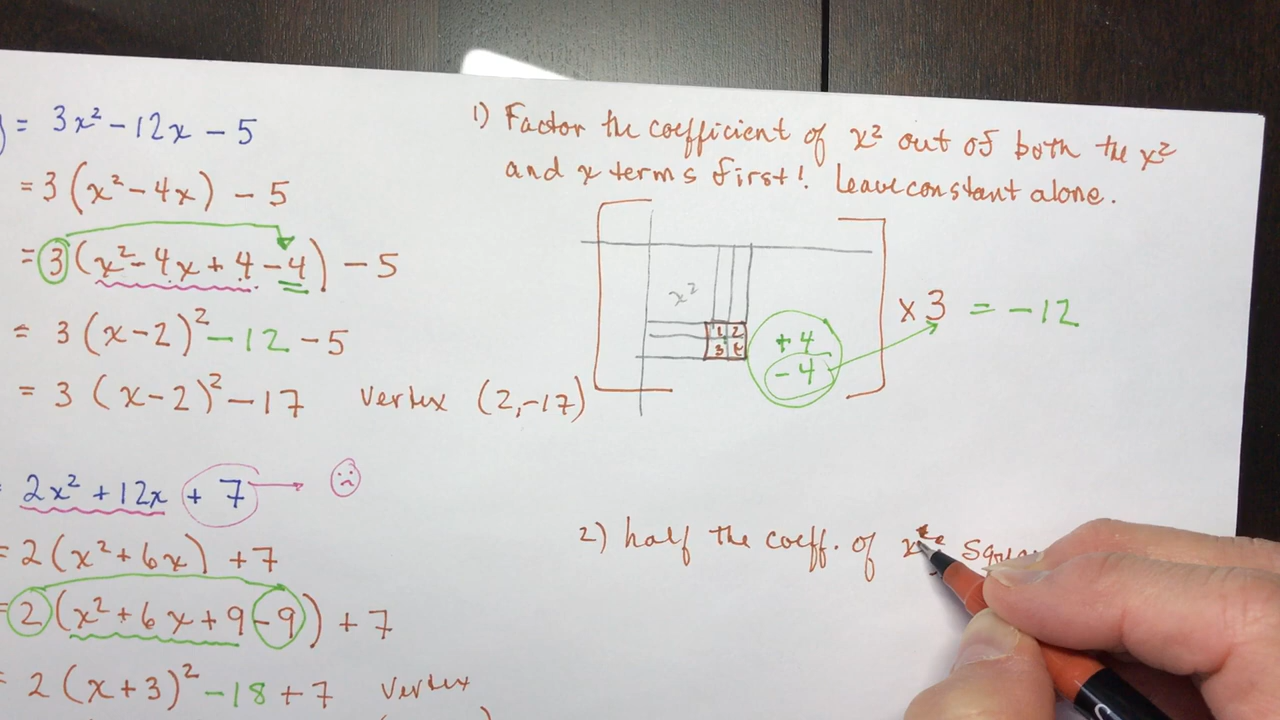 = 3x² - 12x - 5
= 3(x² - 4x) - 5
= 3(x² - 4x + 4 - 4) - 5
= 3(x-2)² - 12 - 5
= 3(x-2)² - 17 vertex (2,-17)
2x² + 12x + 7
= 2(x² + 6x) + 7
= 2(x² + 6x + 9 - 9) + 7
= 2(x+3)² - 18 + 7 vertex
1) Factor the coefficient of x² out of both the x²
and x terms first! Leave constant alone.
x²
1 2
3
+4
-4
x 3 = -12
2) half the coeff. of x